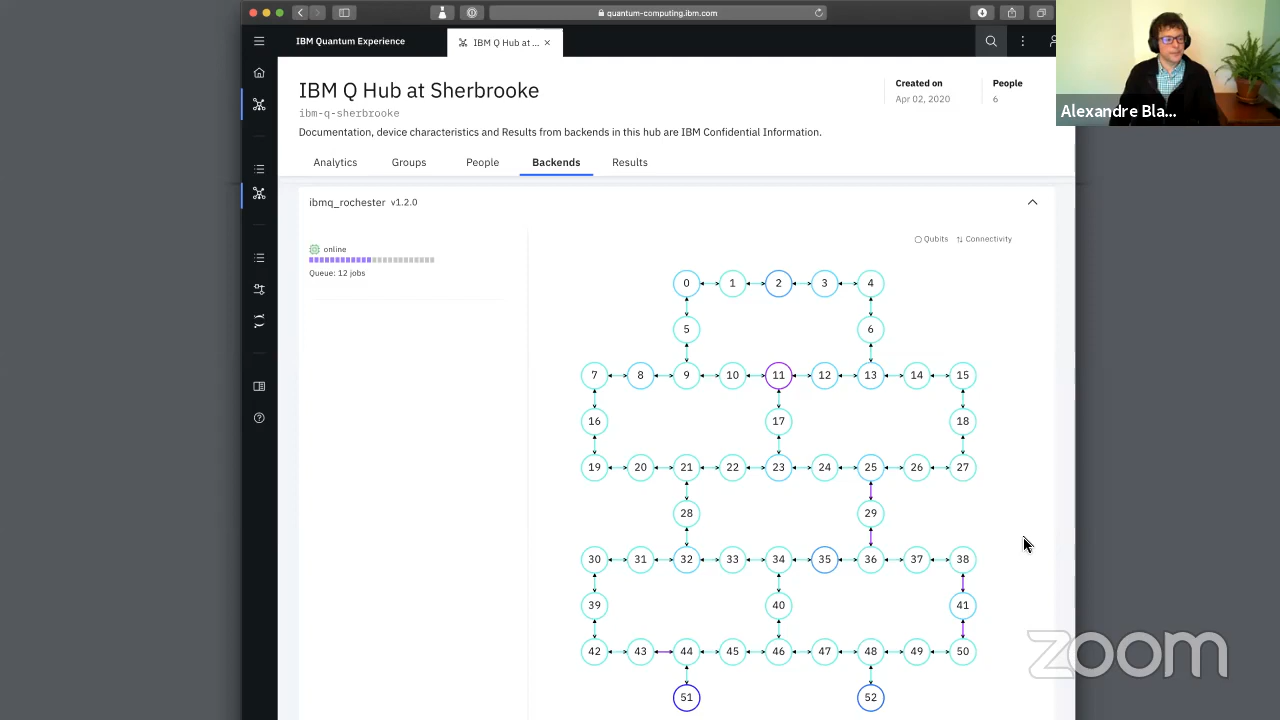 quantum-computing.ibm.com
IBM Quantum Experience
IBM Q Hub at ...
IBM Q Hub at Sherbrooke
ibm-q-sherbrooke
Created on
Apr 02, 2020
People
6
Documentation, device characteristics and Results from backends in this hub are IBM Confidential Information.
Alexandre Bla...
Analytics Groups People Backends Results
ibmq_rochester v1.2.0
online
Queue: 12 jobs
Qubits Connectivity
0 1 2 3 4
5 6
7 8 9 10 11 12 13 14 15
16 17 18
19 20 21 22 23 24 25 26 27
28 29
30 31 32 33 34 35 36 37 38
39 40 41
42 43 44 45 46 47 48 49 50
51 52
zoom